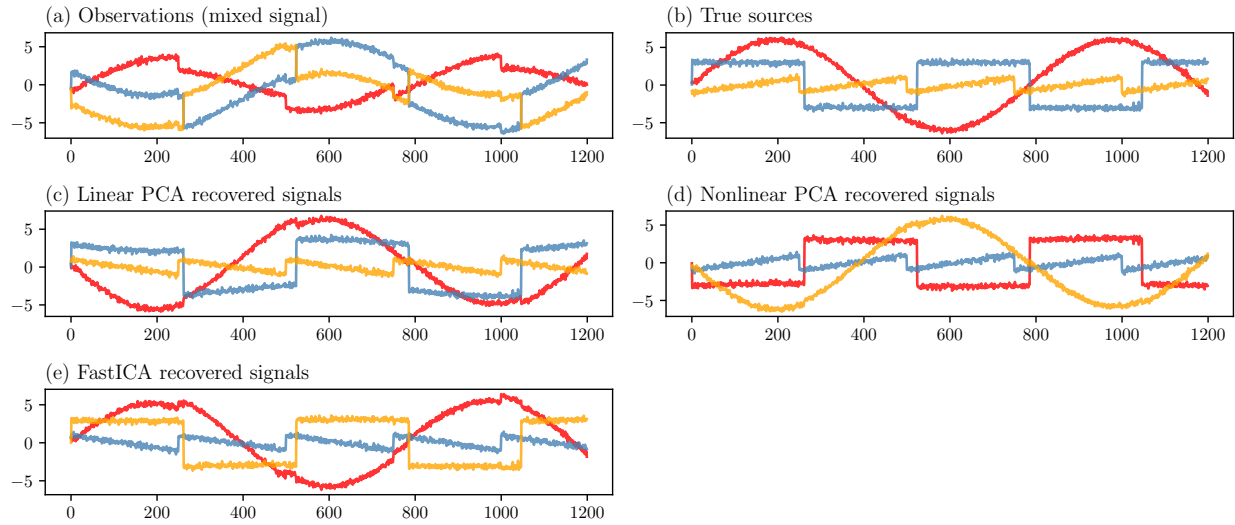 (a) Observations (mixed signal)
5
0
−5
0 200 400 600 800 1000 1200
(b) True sources
5
0
−5
0 200 400 600 800 1000 1200
(c) Linear PCA recovered signals
5
0
−5
0 200 400 600 800 1000 1200
(d) Nonlinear PCA recovered signals
5
0
−5
0 200 400 600 800 1000 1200
(e) FastICA recovered signals
5
0
−5
0 200 400 600 800 1000 1200